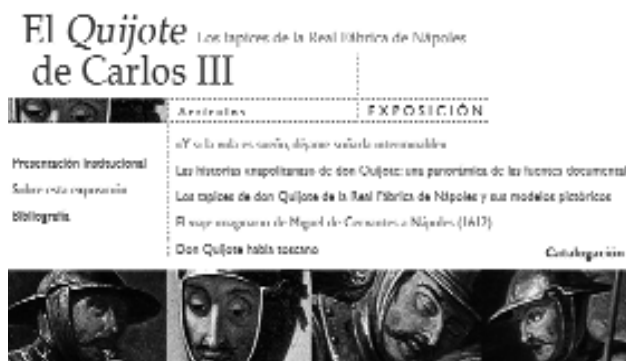 El Quijote Los tapices de la Real Fábrica de Nápoles
de Carlos III
Artículos
EXPOSICIÓN
Presentación Institucional
Sobre esta exposición
Bibliografía
«Y si la vida es sueño, déjame soñarla
Las historias «napolitanas» de don Quijote: una panorámica de las fuentes documental
Los tapices de don Quijote de la Real Fábrica de Nápoles y sus modelos pictóricos
El viaje imaginario de Miguel de Cervantes a Nápoles (1612)
Don Quijote habla toscano
Catalogación